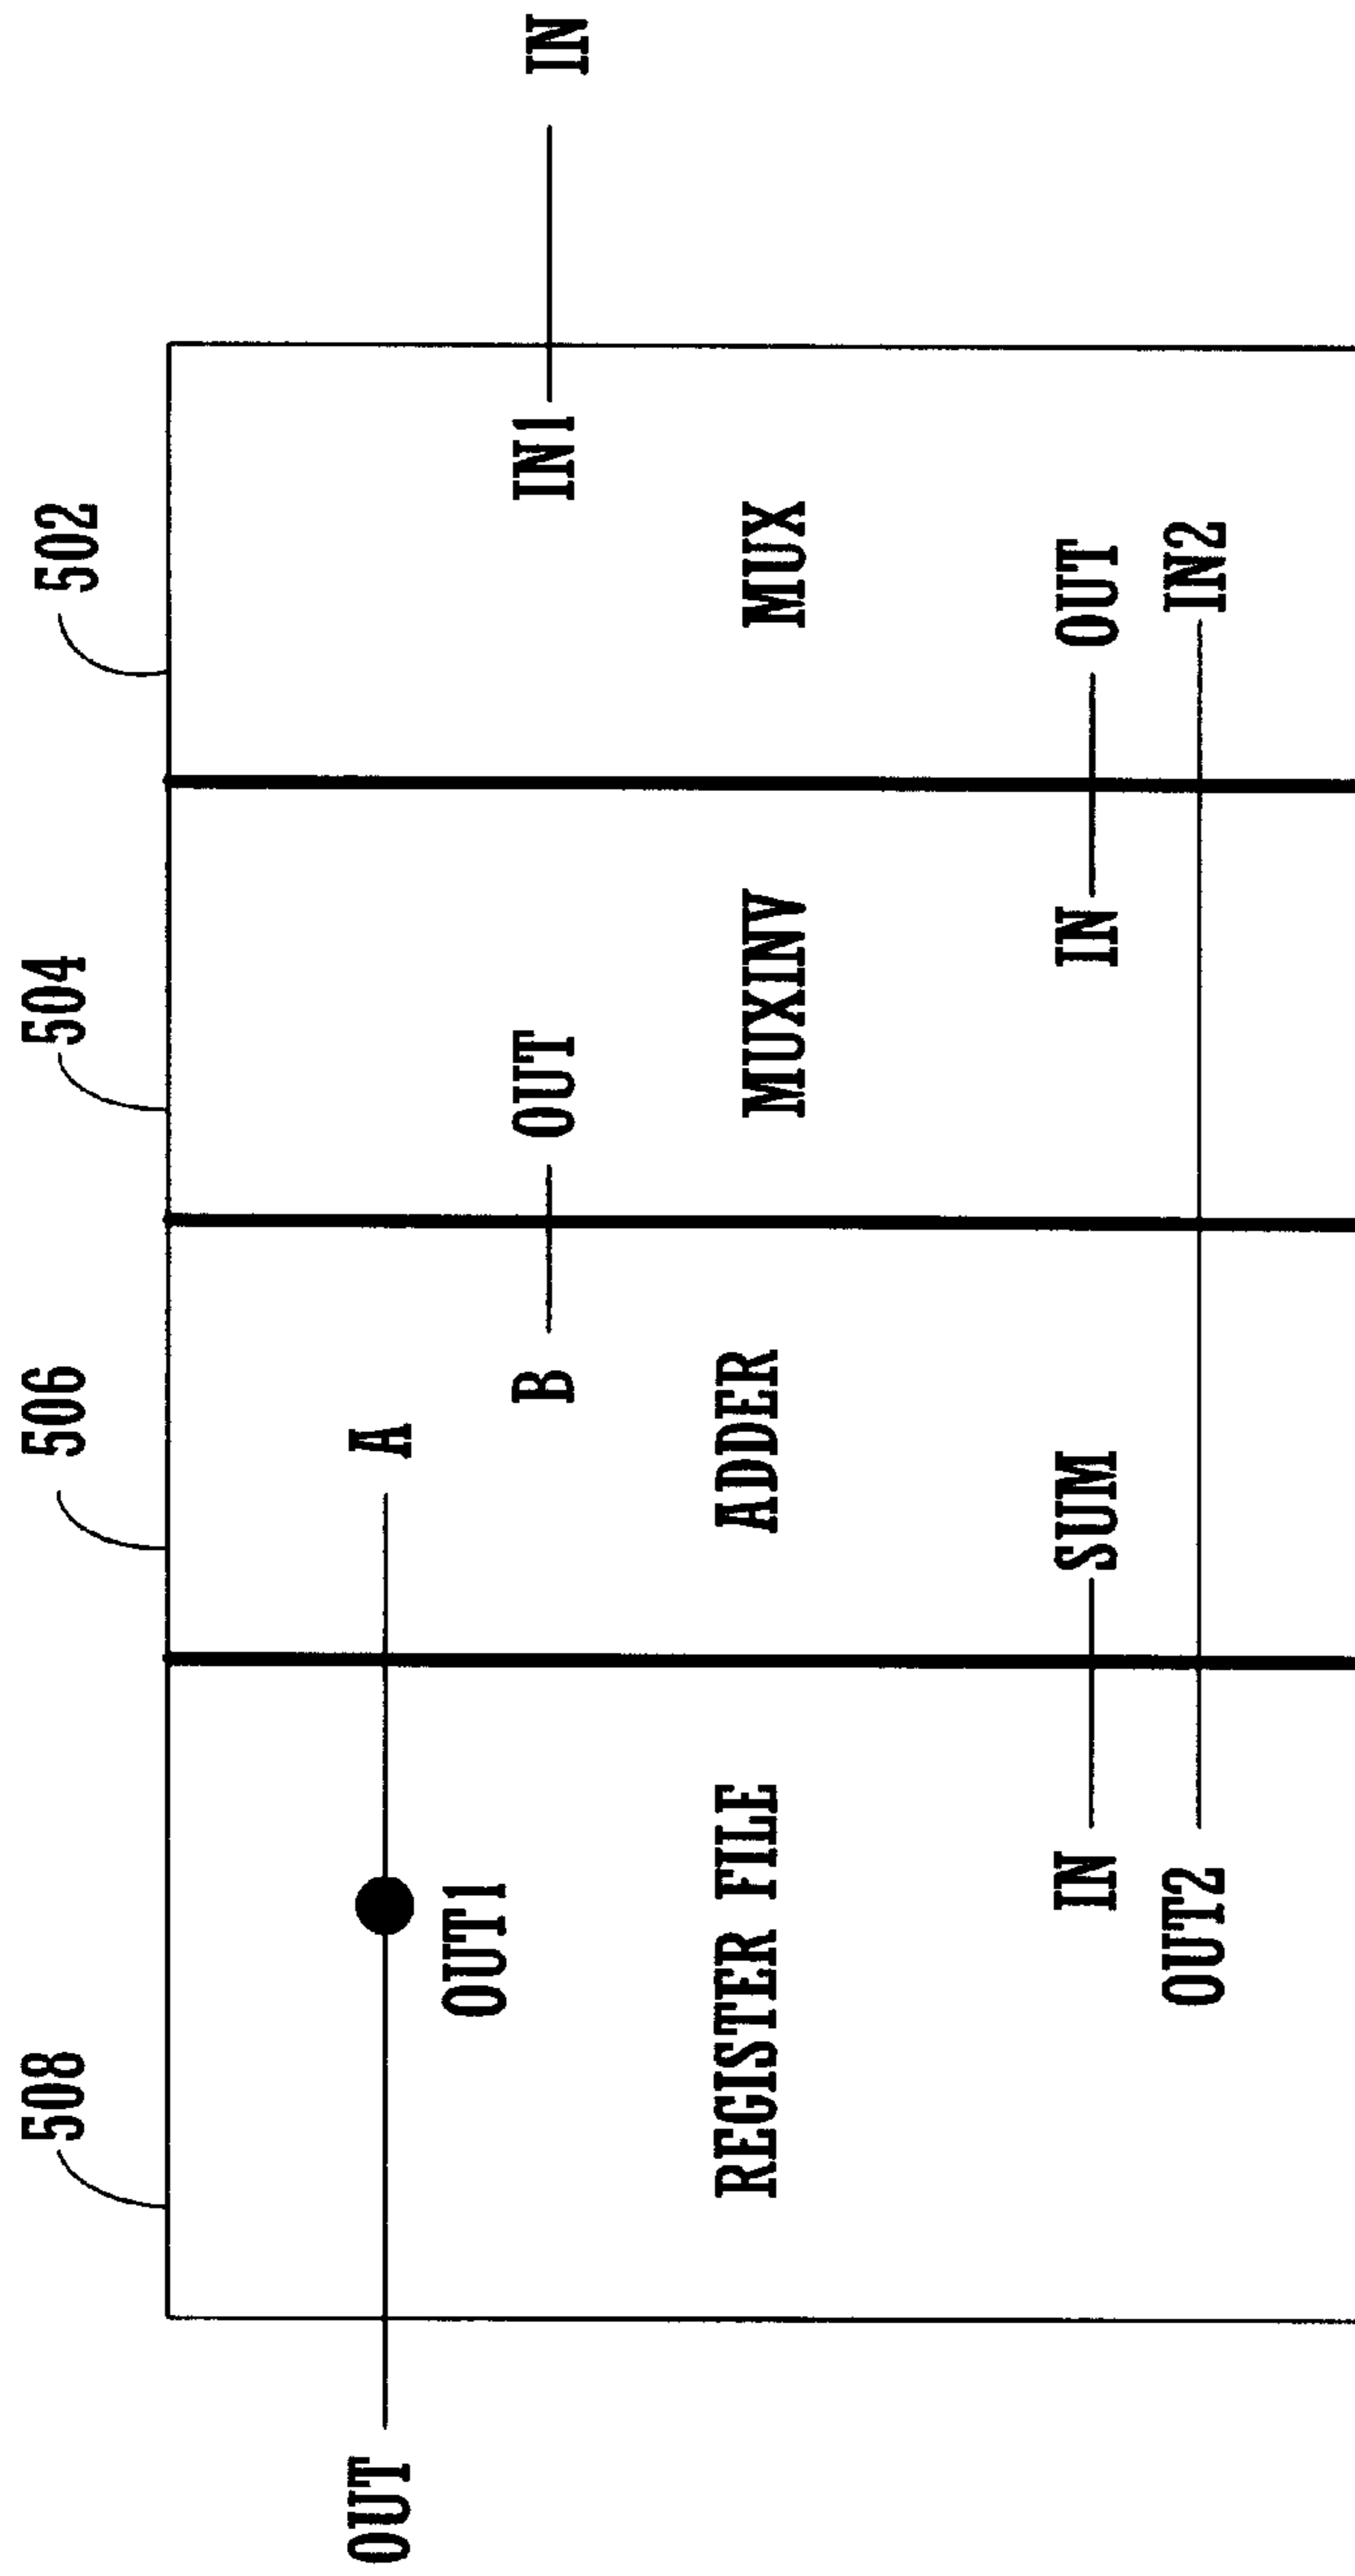 508
506
504
502
OUT
A
OUT1
B
OUT
IN1
IN
REGISTER FILE
ADDER
MUXINV
MUX
IN
SUM
IN
OUT
OUT2
IN2